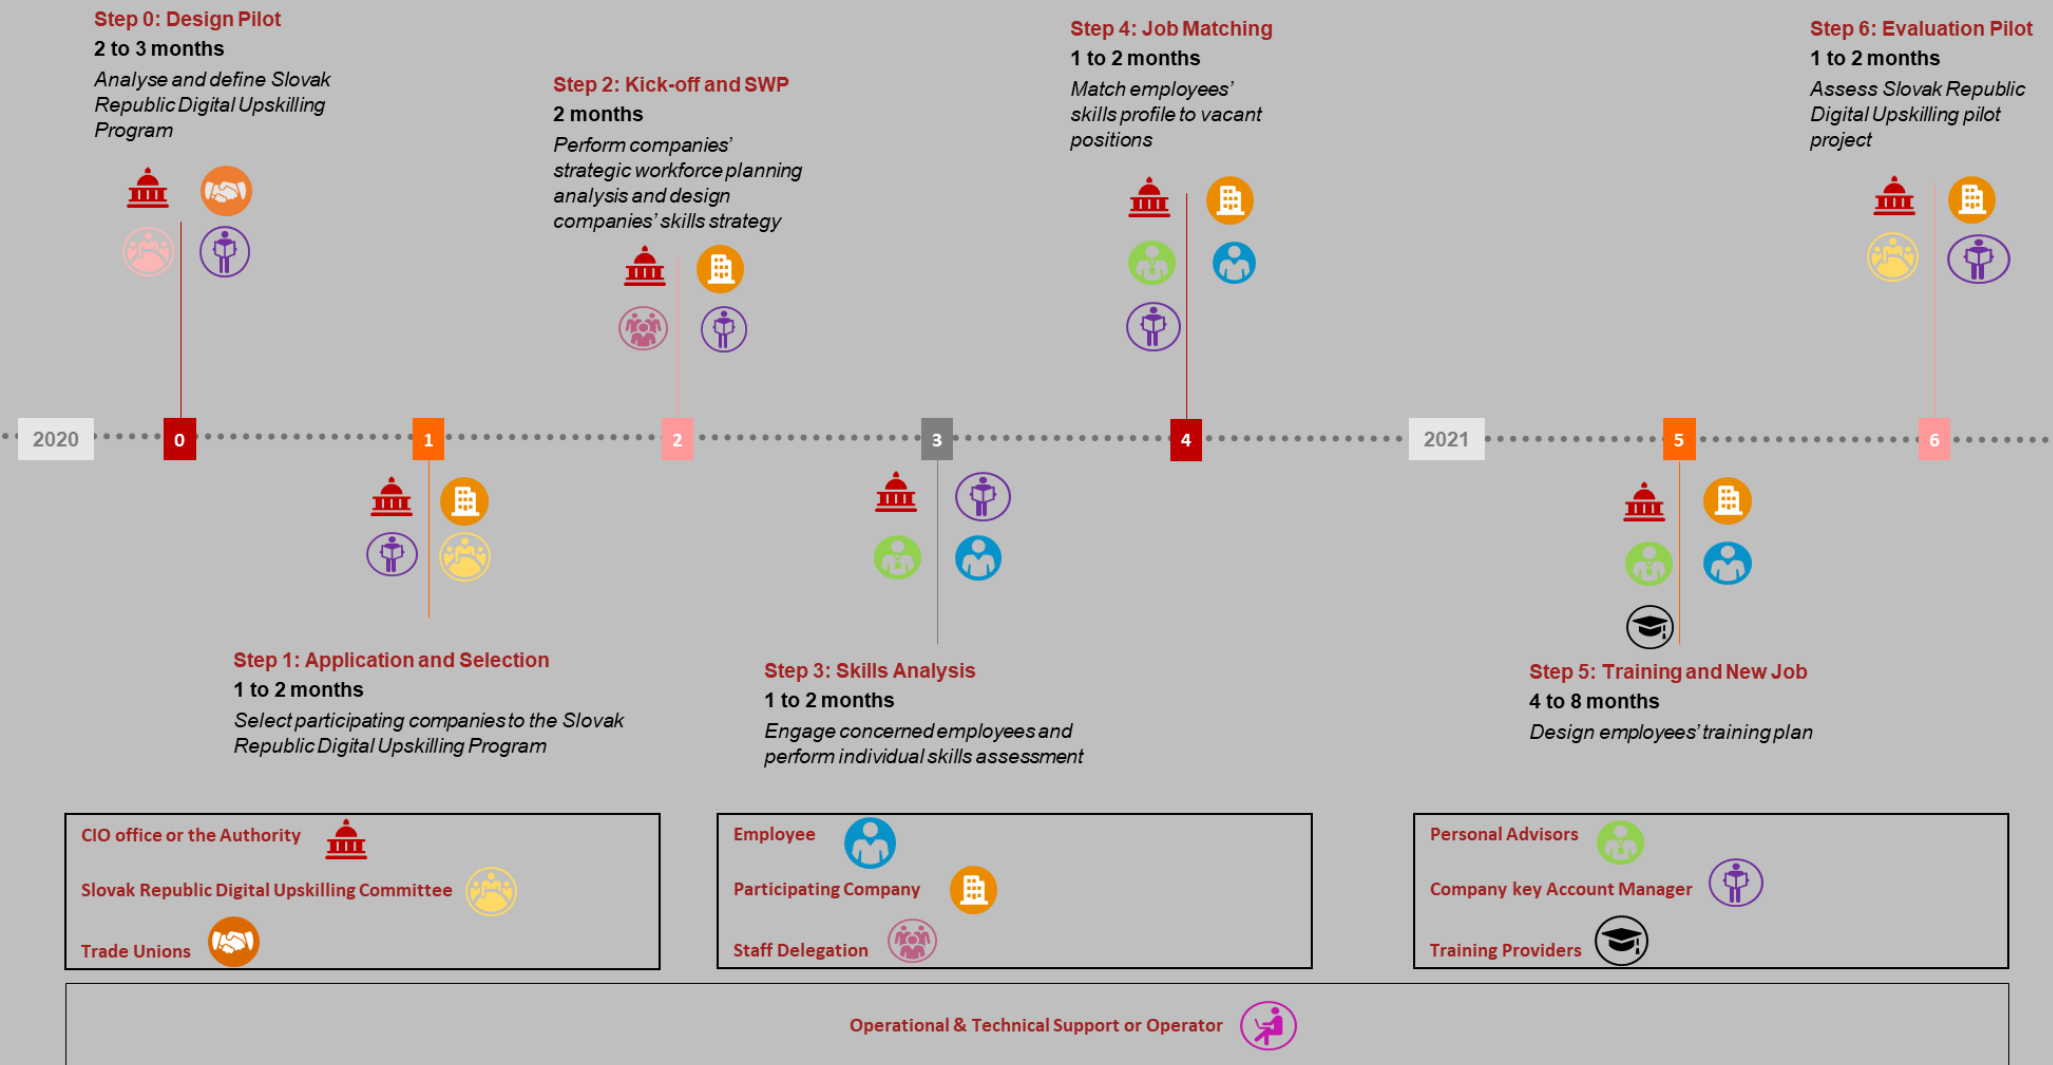 Step 0: Design Pilot
2 to 3 months
Analyse and define Slovak
Republic Digital Upskilling
Program
Step 2: Kick-off and SWP
2 months
Perform companies'
strategic workforce planning
analysis and design
companies' skills strategy
Step 4: Job Matching
1 to 2 months
Match employees'
skills profile to vacant
positions
Step 6: Evaluation Pilot
1 to 2 months
Assess Slovak Republic
Digital Upskilling pilot
project
2020
0
1
2
3
4
2021
5
6
Step 1: Application and Selection
1 to 2 months
Select participating companies to the Slovak
Republic Digital Upskilling Program
Step 3: Skills Analysis
1 to 2 months
Engage concerned employees and
perform individual skills assessment
Step 5: Training and New Job
4 to 8 months
Design employees' training plan
CIO office or the Authority
Slovak Republic Digital Upskilling Committee
Trade Unions
Employee
Participating Company
Staff Delegation
Personal Advisors
Company key Account Manager
Training Providers
Operational & Technical Support or Operator